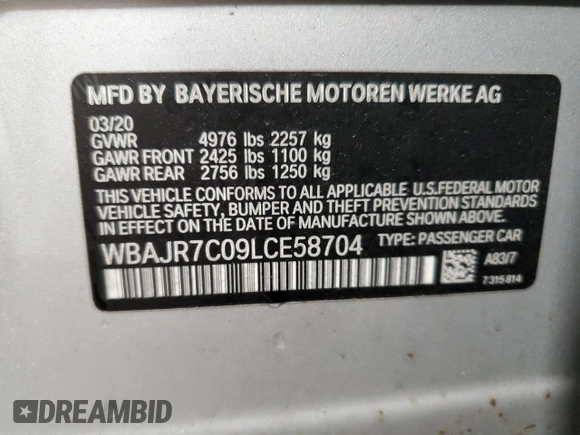 MFD BY BAYERISCHE MOTOREN WERKE AG
03/20
GVWR 4976 lbs 2257 kg
GAWR FRONT 2425 lbs 1100 kg
GAWR REAR 2756 lbs 1250 kg
THIS VEHICLE CONFORMS TO ALL APPLICABLE U.S.FEDERAL MOTOR
VEHICLE SAFETY, BUMPER AND THEFT PREVENTION STANDARDS
IN EFFECT ON THE DATE OF MANUFACTURE SHOWN ABOVE.
WBAJR7C09LCE58704 TYPE: PASSENGER CAR
A83/7
7 315 814
DREAMBID